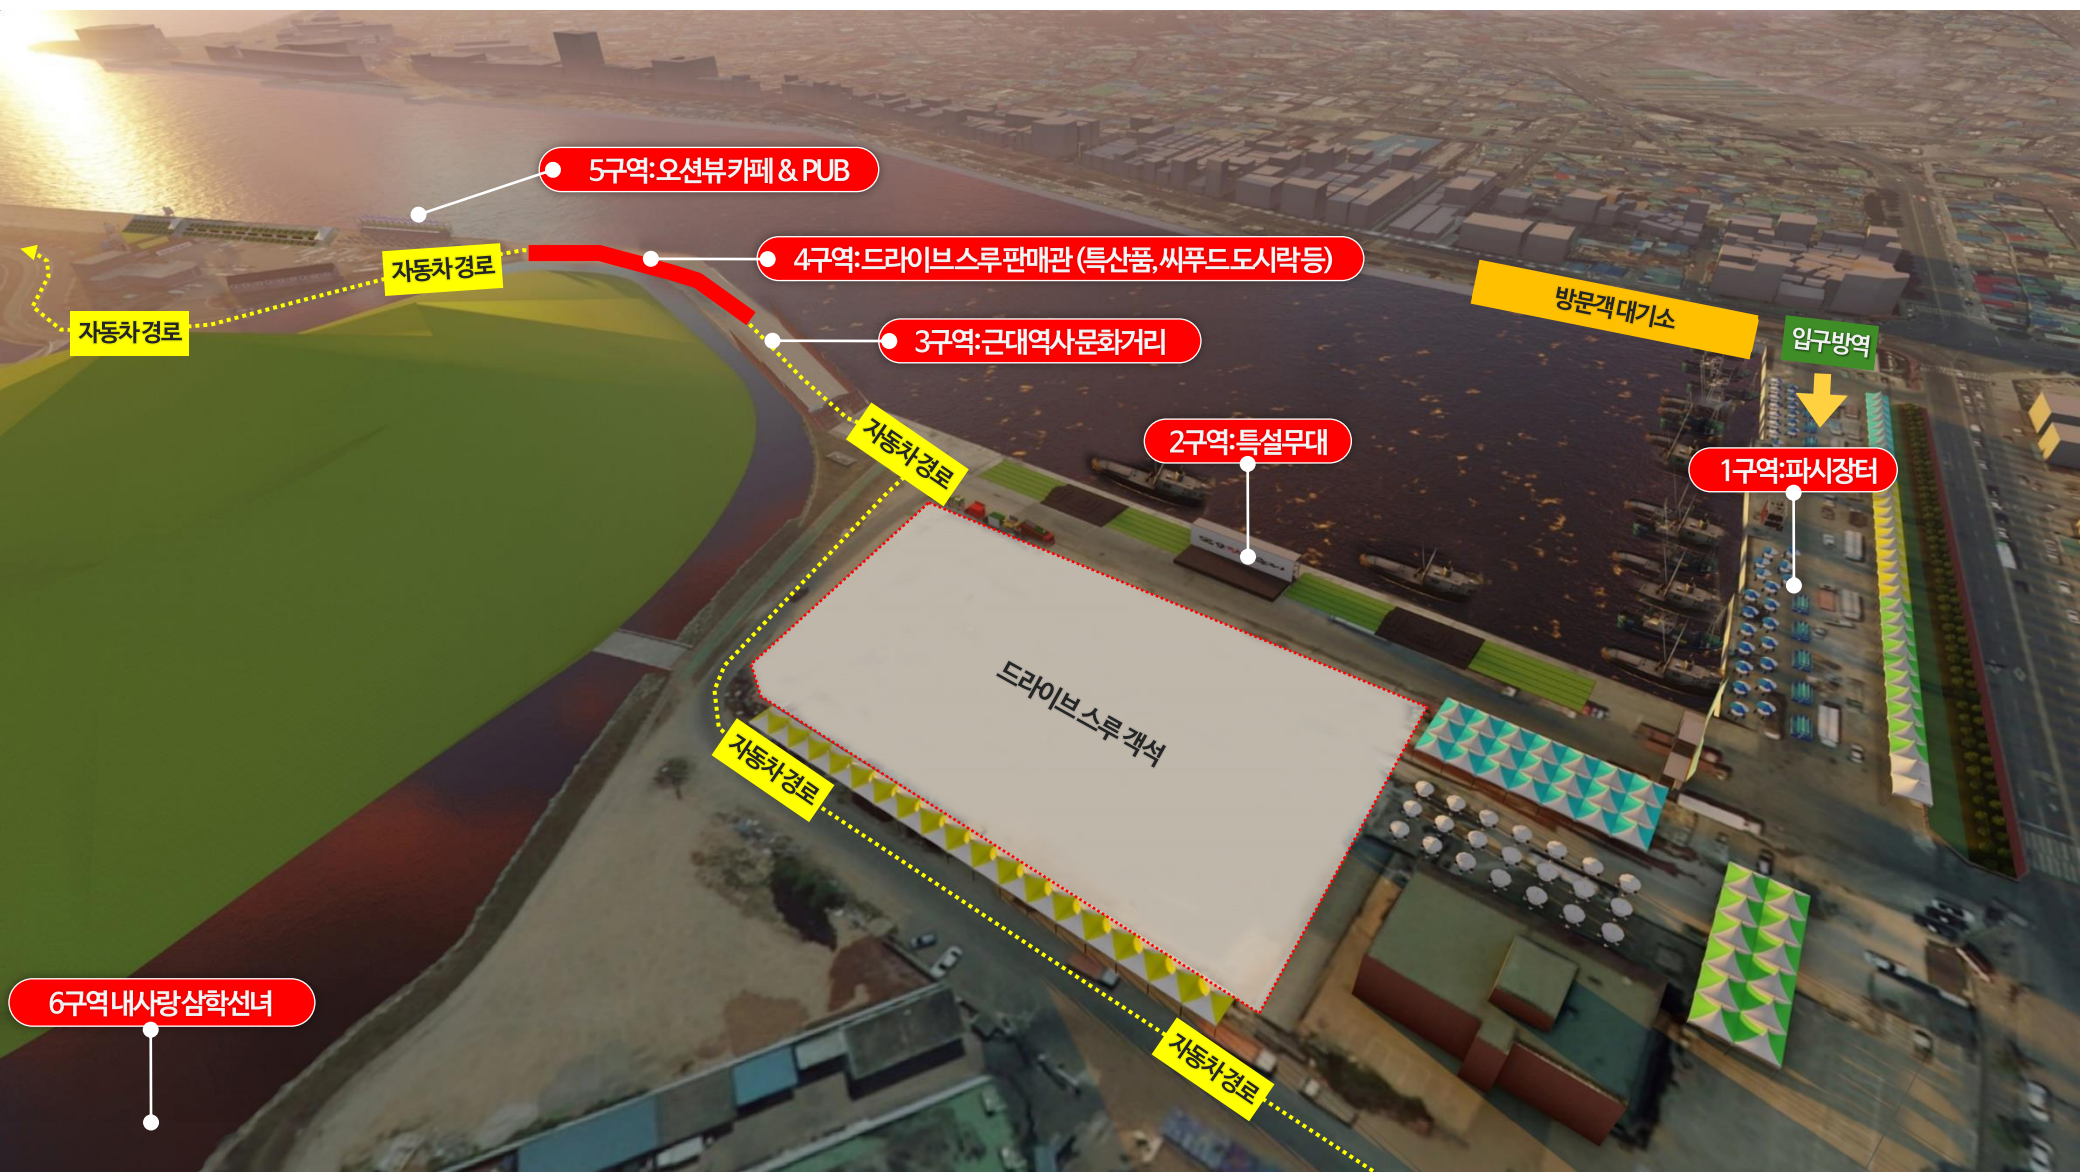 5구역: 오션뷰 카페 & PUB
4구역: 드라이브 스루 판매관 (특산품, 씨푸드 도시락 등)
자동차 경로
방문객 대기소
자동차 경로
3구역: 근대역사 문화거리
입구방역
자동차 경로
2구역: 특설무대
1구역: 파시장터
드라이브 스루 객석
자동차 경로
6구역 내사랑 삼학선녀
자동차 경로